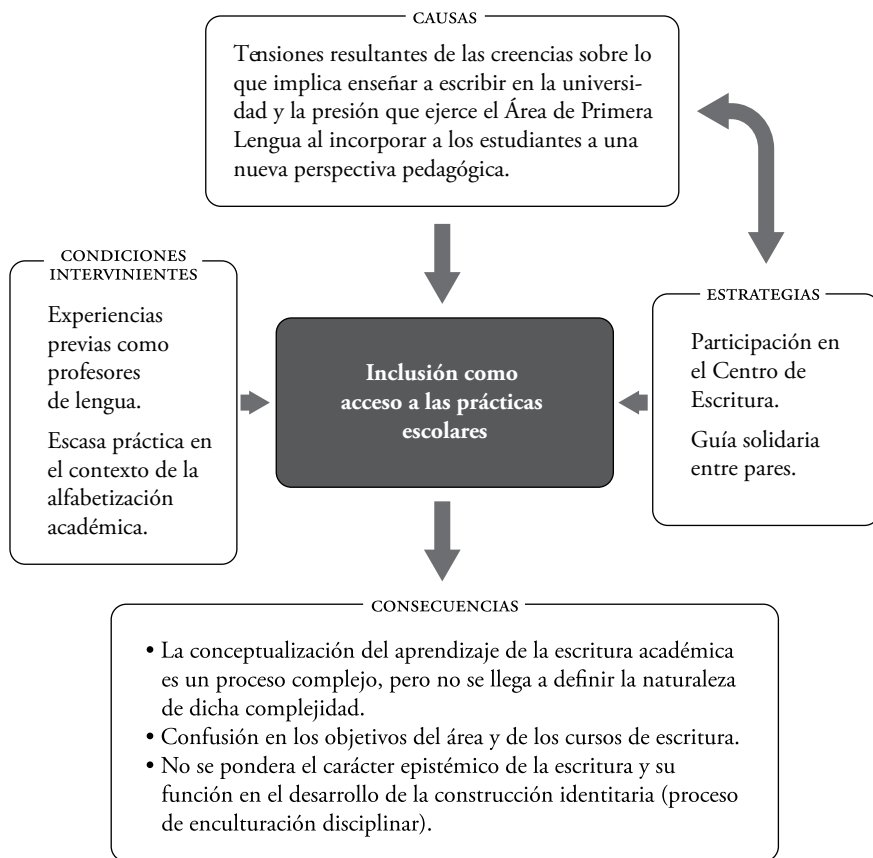 CAUSAS
Tensiones resultantes de las creencias sobre lo
que implica enseñar a escribir en la universi-
dad y la presión que ejerce el Área de Primera
Lengua al incorporar a los estudiantes a una
nueva perspectiva pedagógica.
CONDICIONES
INTERVINIENTES
Experiencias
previas como
profesores
de lengua.
Escasa práctica en
el contexto de la
alfabetización
académica.
Inclusión como
acceso a las prácticas
escolares
ESTRATEGIAS
Participación en
el Centro de
Escritura.
Guía solidaria
entre pares.
CONSECUENCIAS
• La conceptualización del aprendizaje de la escritura académica
es un proceso complejo, pero no se llega a definir la naturaleza
de dicha complejidad.
• Confusión en los objetivos del área y de los cursos de escritura.
• No se pondera el carácter epistémico de la escritura y su
función en el desarrollo de la construcción identitaria (proceso
de enculturación disciplinar).